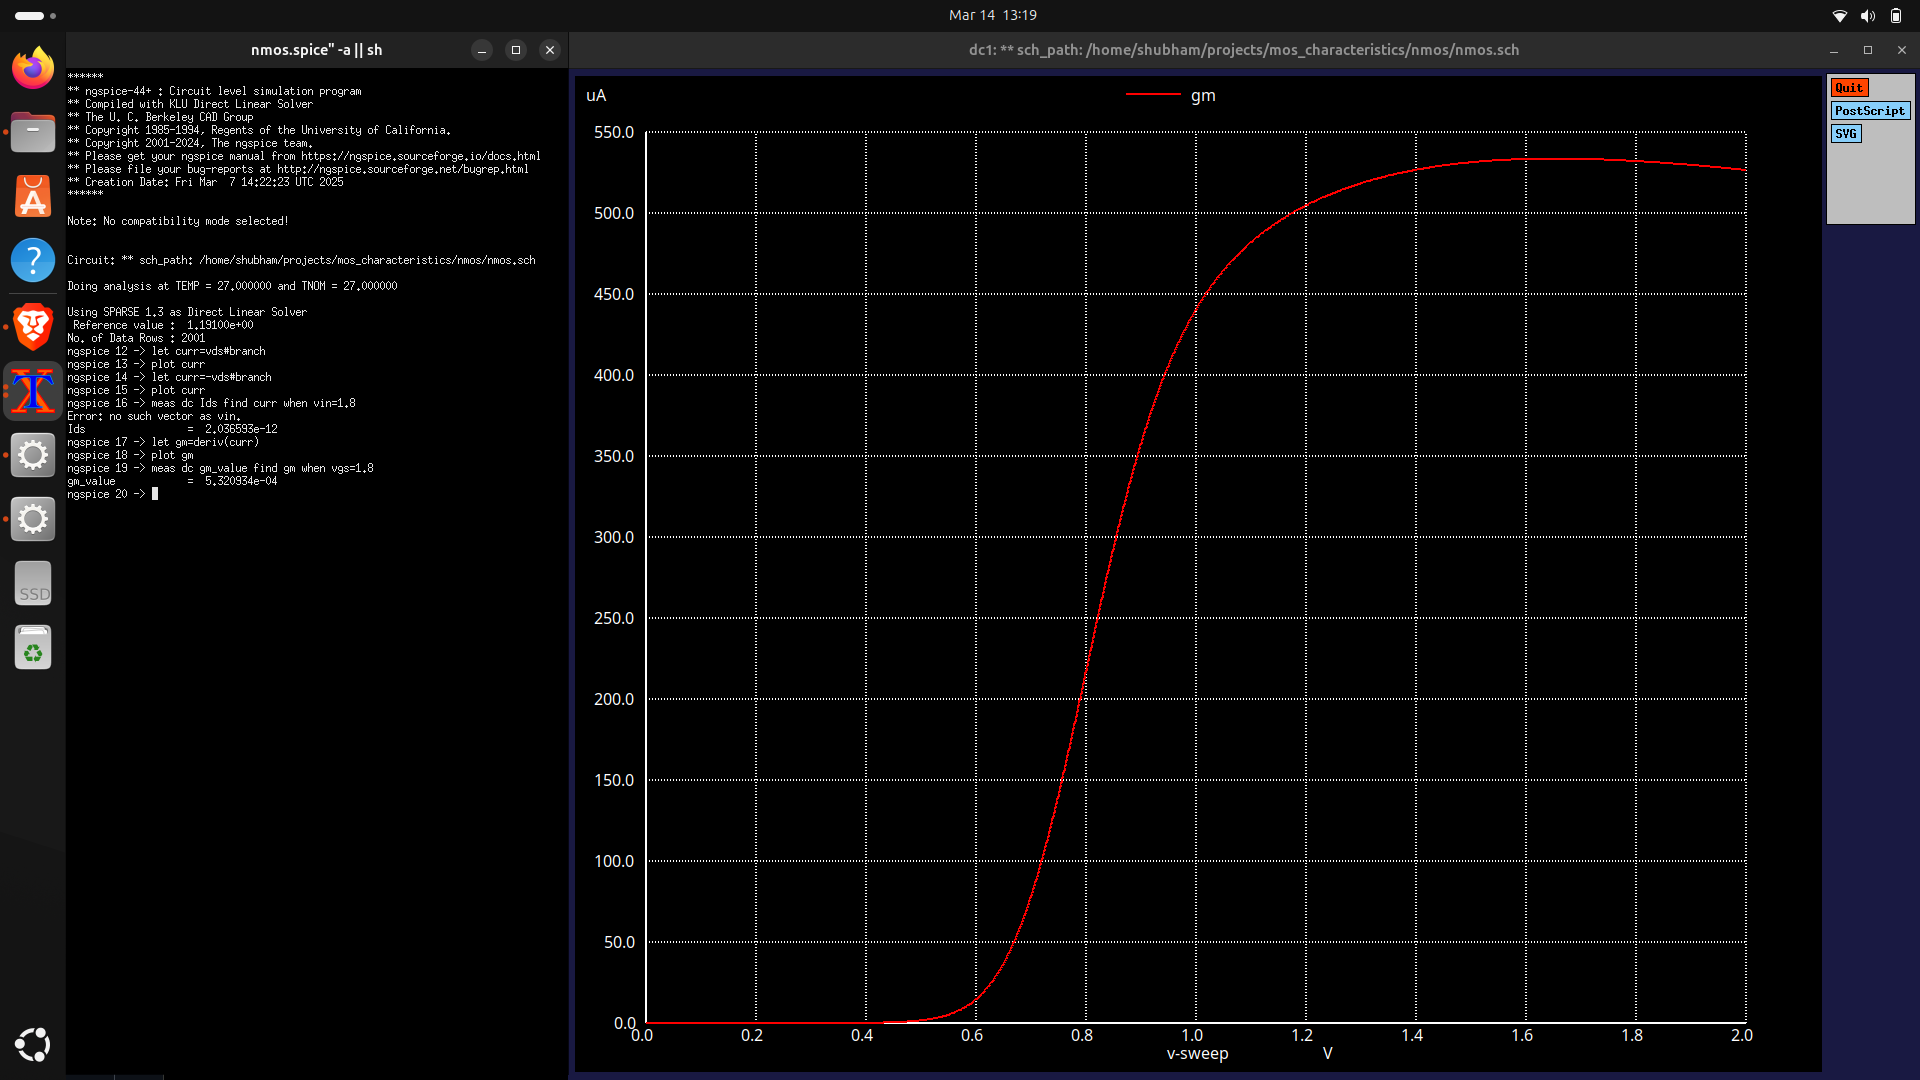 Mar 14 13:19
nmos.spice" -a || sh
******
** ngspice-44+ : Circuit level simulation program
** Compiled with KLU Direct Linear Solver
** The U. C. Berkeley CAD Group
** Copyright 1985-1994, Regents of the University of California.
** Copyright 2001-2024, The ngspice team.
** Please get your ngspice manual from https://ngspice.sourceforge.io/docs.html
** Please file your bug-reports at http://ngspice.sourceforge.net/bugrep.html
** Creation Date: Fri Mar  7 14:22:23 UTC 2025
******
Note: No compatibility mode selected!
Circuit: ** sch_path: /home/shubham/projects/mos_characteristics/nmos/nmos.sch
Doing analysis at TEMP = 27.000000 and TNOM = 27.000000
Using SPARSE 1.3 as Direct Linear Solver
Reference value :  1.19100e+00
No. of Data Rows : 2001
ngspice 12 -> let curr=vds#branch
ngspice 13 -> plot curr
ngspice 14 -> let curr=-vds#branch
ngspice 15 -> plot curr
ngspice 16 -> meas dc Ids find curr when vin=1.8
Error: no such vector as vin.
Ids                 =  2.036593e-12
ngspice 17 -> let gm=deriv(curr)
ngspice 18 -> plot gm
ngspice 19 -> meas dc gm_value find gm when vgs=1.8
gm_value            =  5.320934e-04
ngspice 20 ->
SSD
dc1: ** sch_path: /home/shubham/projects/mos_characteristics/nmos/nmos.sch
uA
gm
550.0
500.0
450.0
400.0
350.0
300.0
250.0
200.0
150.0
100.0
50.0
0.0
0.0 0.2 0.4 0.6 0.8 1.0 1.2 1.4 1.6 1.8 2.0
v-sweep V
Quit
PostScript
SVG